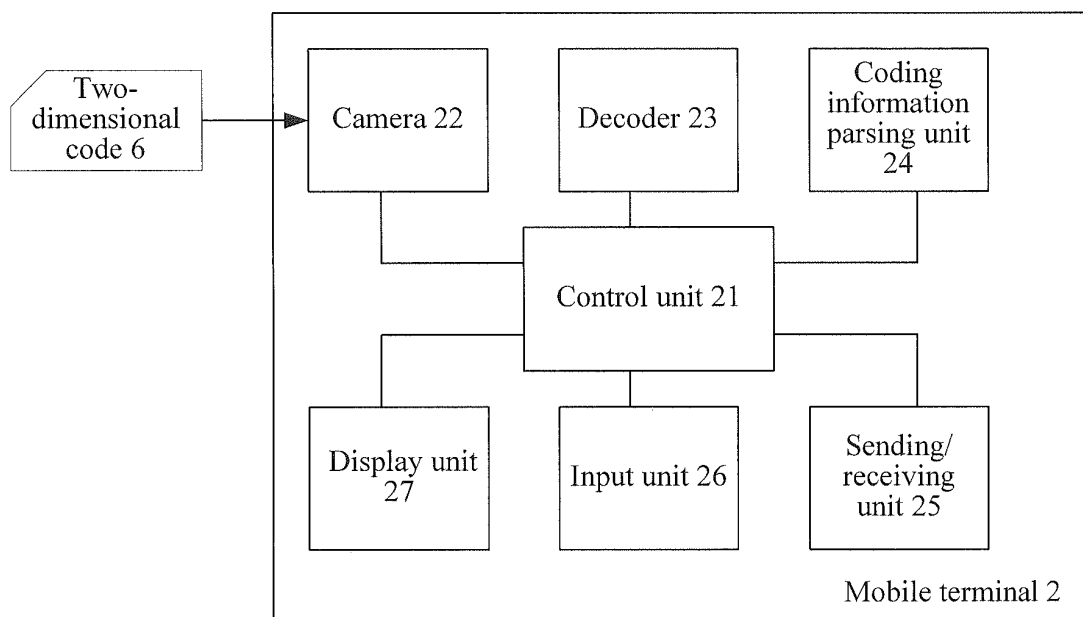 Two-
dimensional
code 6
Camera 22
Decoder 23
Coding
information
parsing unit
24
Control unit 21
Display unit
27
Input unit 26
Sending/
receiving
unit 25
Mobile terminal 2